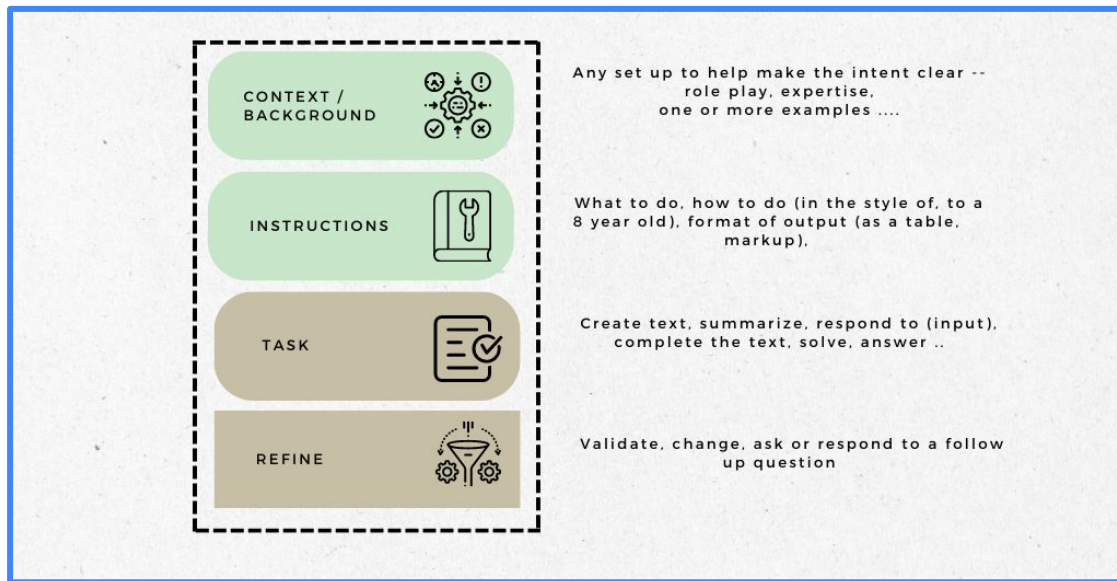 CONTEXT /
BACKGROUND
Any set up to help make the intent clear --
role play, expertise,
one or more examples ....
INSTRUCTIONS
What to do, how to do (in the style of, to a
8 year old), format of output (as a table,
markup),
TASK
Create text, summarize, respond to (input),
complete the text, solve, answer ..
REFINE
Validate, change, ask or respond to a follow
up question